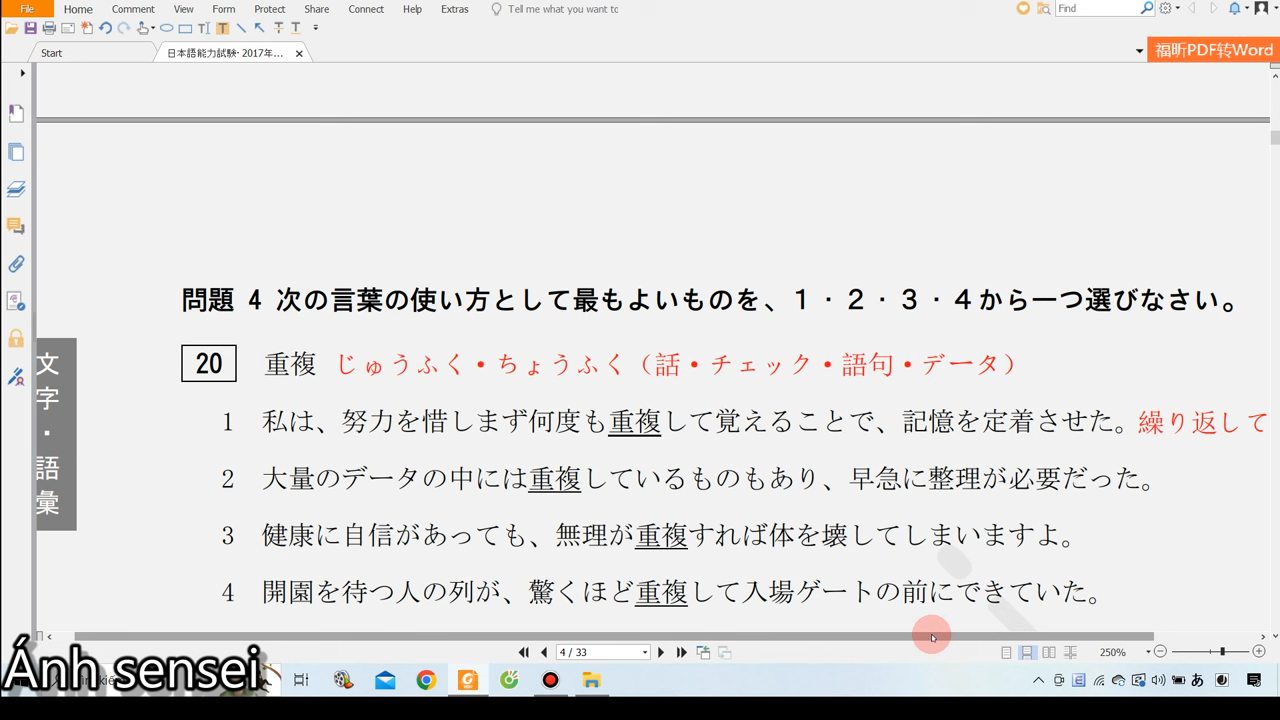 File Home Comment View Form Protect Share Connect Help Extras Tell me what you want to Find
Start 日本語能力試験- 2017年... 福昕PDF转Word
問題 4 次の言葉の使い方として最もよいものを、１・２・３・４から一つ選びなさい。
文字・語彙
20 重複 じゅうふく・ちょうふく（話・チェック・語句・データ）
1 私は、努力を惜しまず何度も重複して覚えることで、記憶を定着させた。繰り返して
2 大量のデータの中には重複しているものもあり、早急に整理が必要だった。
3 健康に自信があっても、無理が重複すれば体を壊してしまいますよ。
4 開園を待つ人の列が、驚くほど重複して入場ゲートの前にできていた。
4 / 33 250%
Ánh sensei